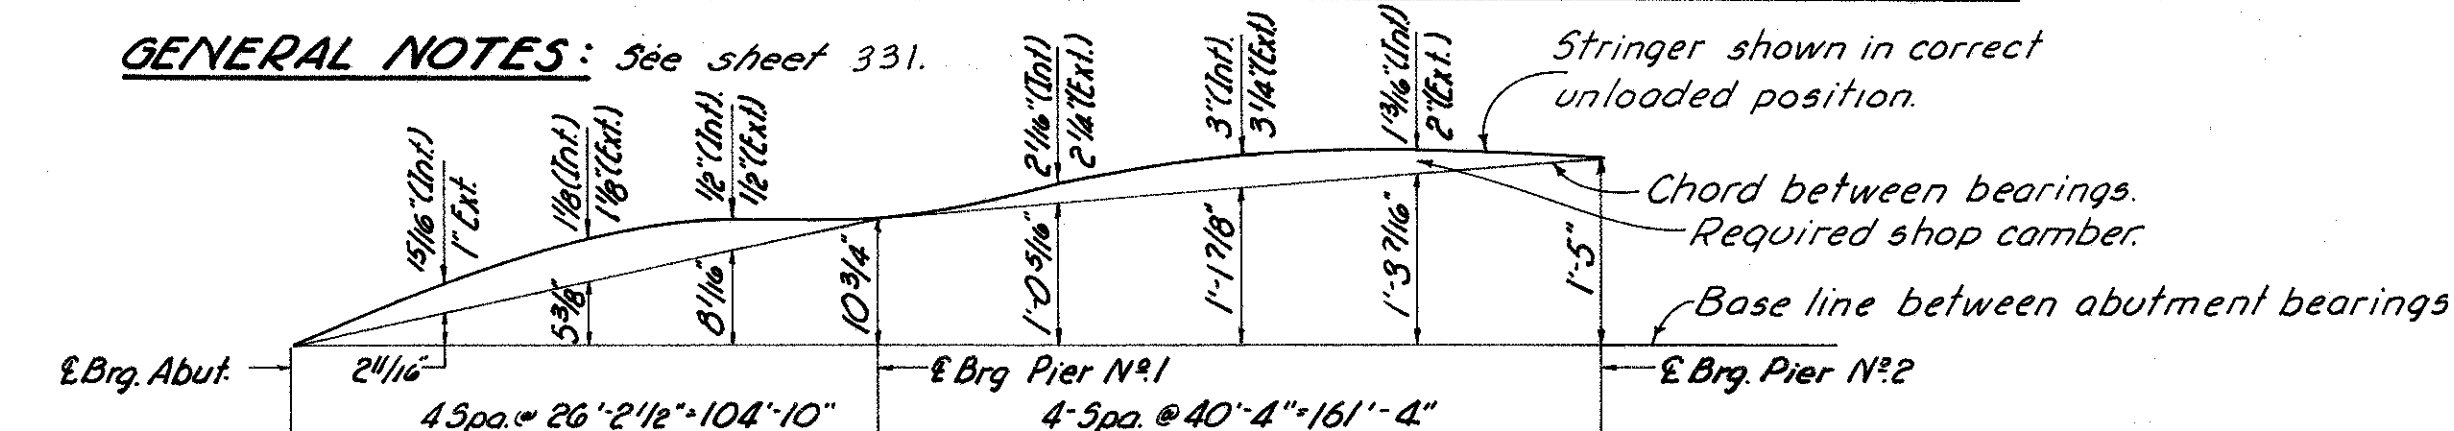 GENERAL NOTES: See sheet 331.
15/16"(Int.)
1" Ext.
1 1/8(Int.)
1 1/8"(Ext.)
1/2"(Int).
1/2"(Ext.)
2 1/16"(Int)
2 1/4"(Ext.)
3"(Int).
3 1/4"(Ext.)
1 13/16"(Int)
2"(Ext.)
Stringer shown in correct
unloaded position.
Chord between bearings.
Required shop camber.
Base line between abutment bearings
2 11/16"
5 3/8"
8 1/16"
10 3/4"
1'-0 5/16"
1'-1 7/8"
1'-3 7/16"
1'-5"
℄ Brg. Abut.
℄ Brg Pier Nº.1
℄ Brg. Pier Nº.2
4 Spa. @ 26'-2 1/2" = 104'-10"
4-Spa. @ 40'-4" = 161'-4"